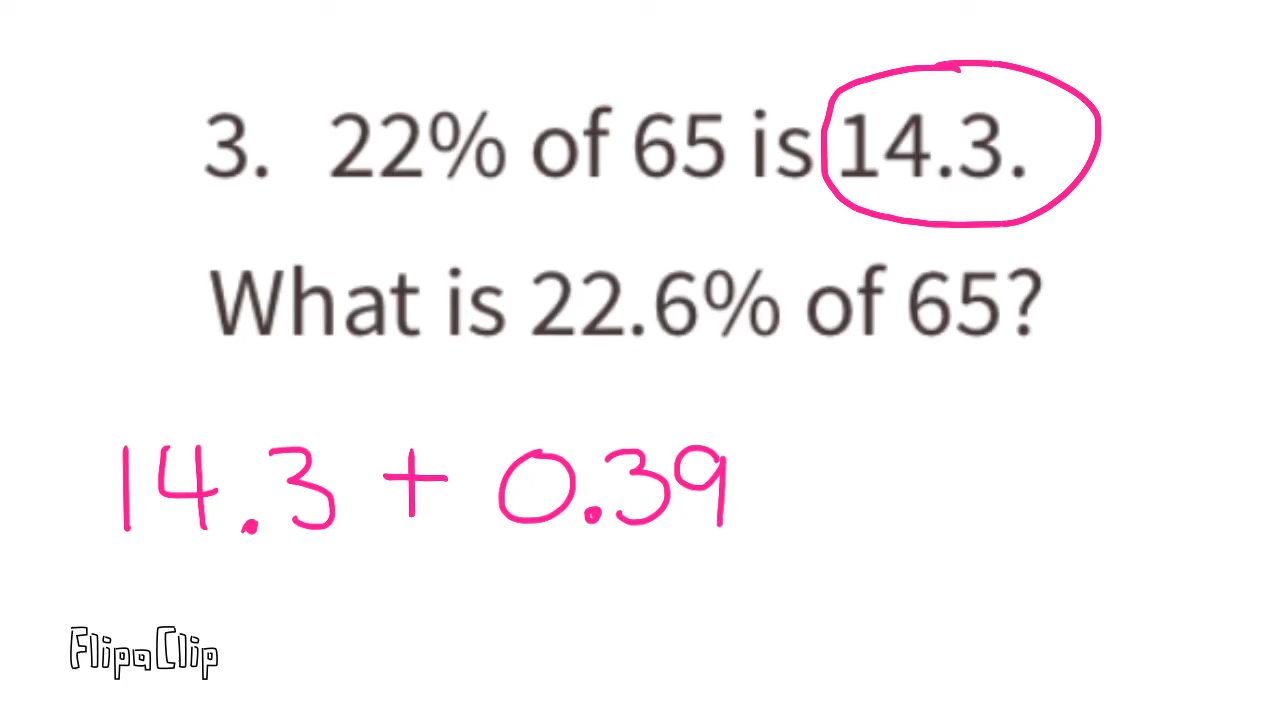 3. 22% of 65 is 14.3.
What is 22.6% of 65?
14.3 + 0.39
FlipaClip